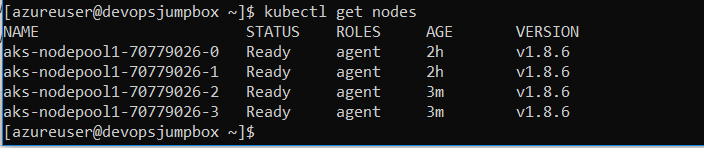 [azureuser@devopsjumpbox ~]$ kubectl get nodes
NAME                       STATUS    ROLES     AGE       VERSION
aks-nodepool1-70779026-0   Ready     agent     2h        v1.8.6
aks-nodepool1-70779026-1   Ready     agent     2h        v1.8.6
aks-nodepool1-70779026-2   Ready     agent     3m        v1.8.6
aks-nodepool1-70779026-3   Ready     agent     3m        v1.8.6
[azureuser@devopsjumpbox ~]$